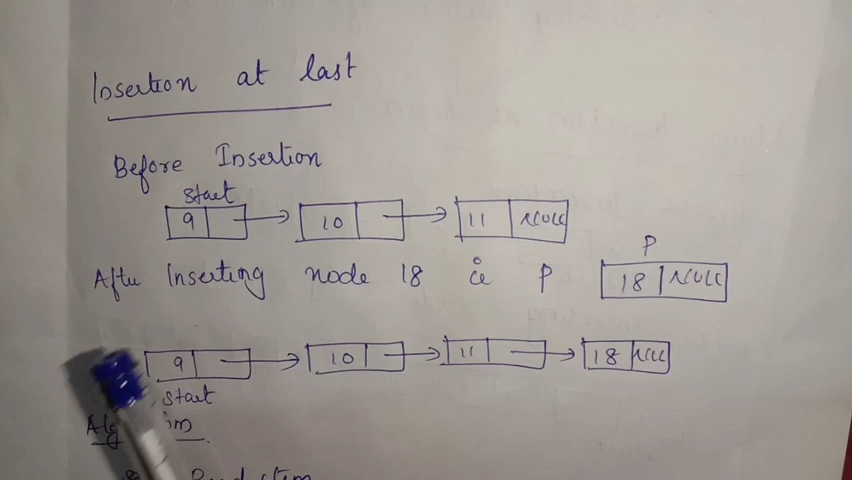 Insertion at last
Before Insertion
Start
9 10 11 NULL
P
After Inserting node 18 ie P 18 NULL
9 10 11 18 NULL
Start